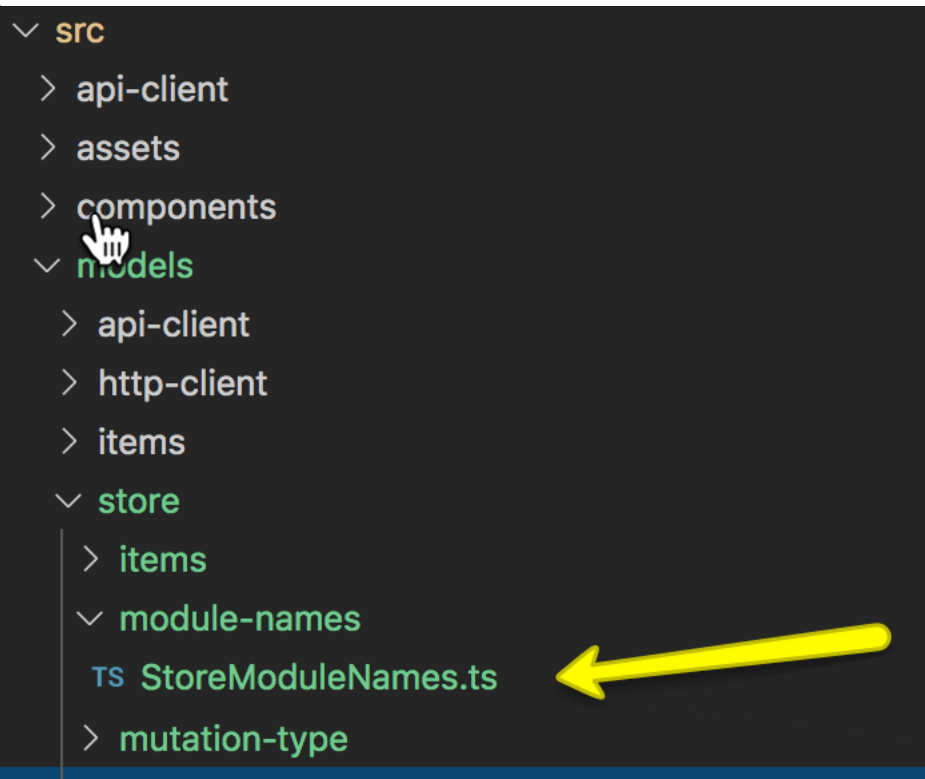 src
api-client
assets
components
models
api-client
http-client
items
store
items
module-names
TS StoreModuleNames.ts
mutation-type